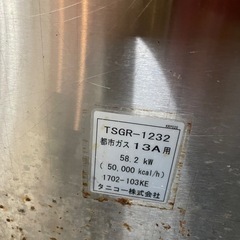 TSGR-1232
都市ガス 13A用
58.2 kW
( 50,000 kcal/h )
1702-103KE
タニコー株式会社